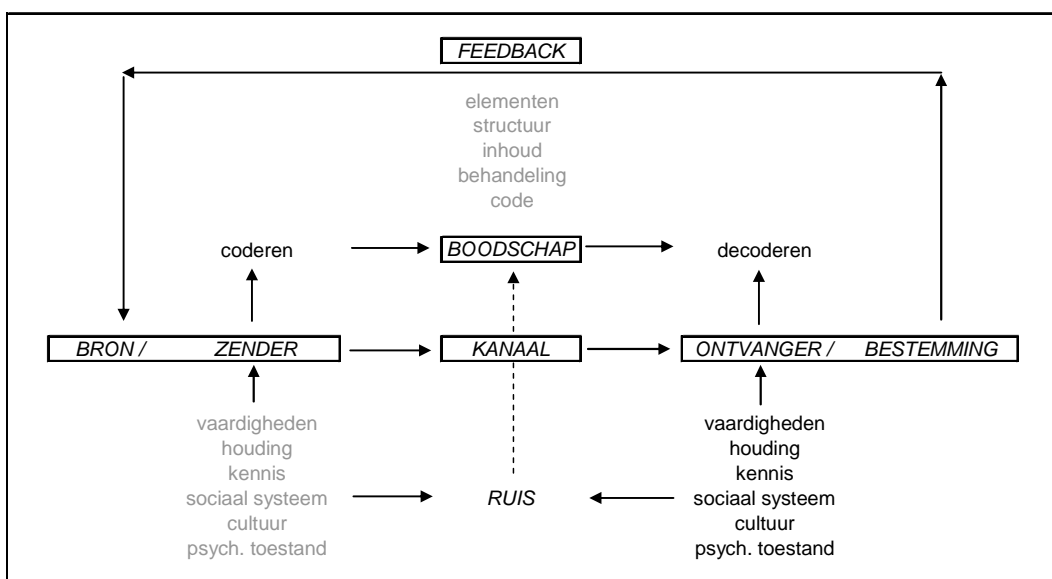 FEEDBACK
elementen
structuur
inhoud
behandeling
code
coderen
BOODSCHAP
decoderen
BRON / ZENDER
KANAAL
ONTVANGER / BESTEMMING
vaardigheden
houding
kennis
sociaal systeem
cultuur
psych. toestand
RUIS
vaardigheden
houding
kennis
sociaal systeem
cultuur
psych. toestand